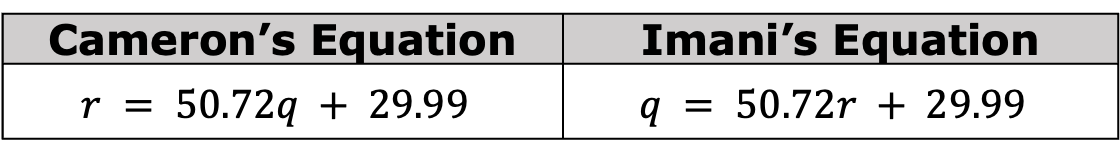 Cameron’s Equation Imani’s Equation
r = 50.72q + 29.99 q = 50.72r + 29.99